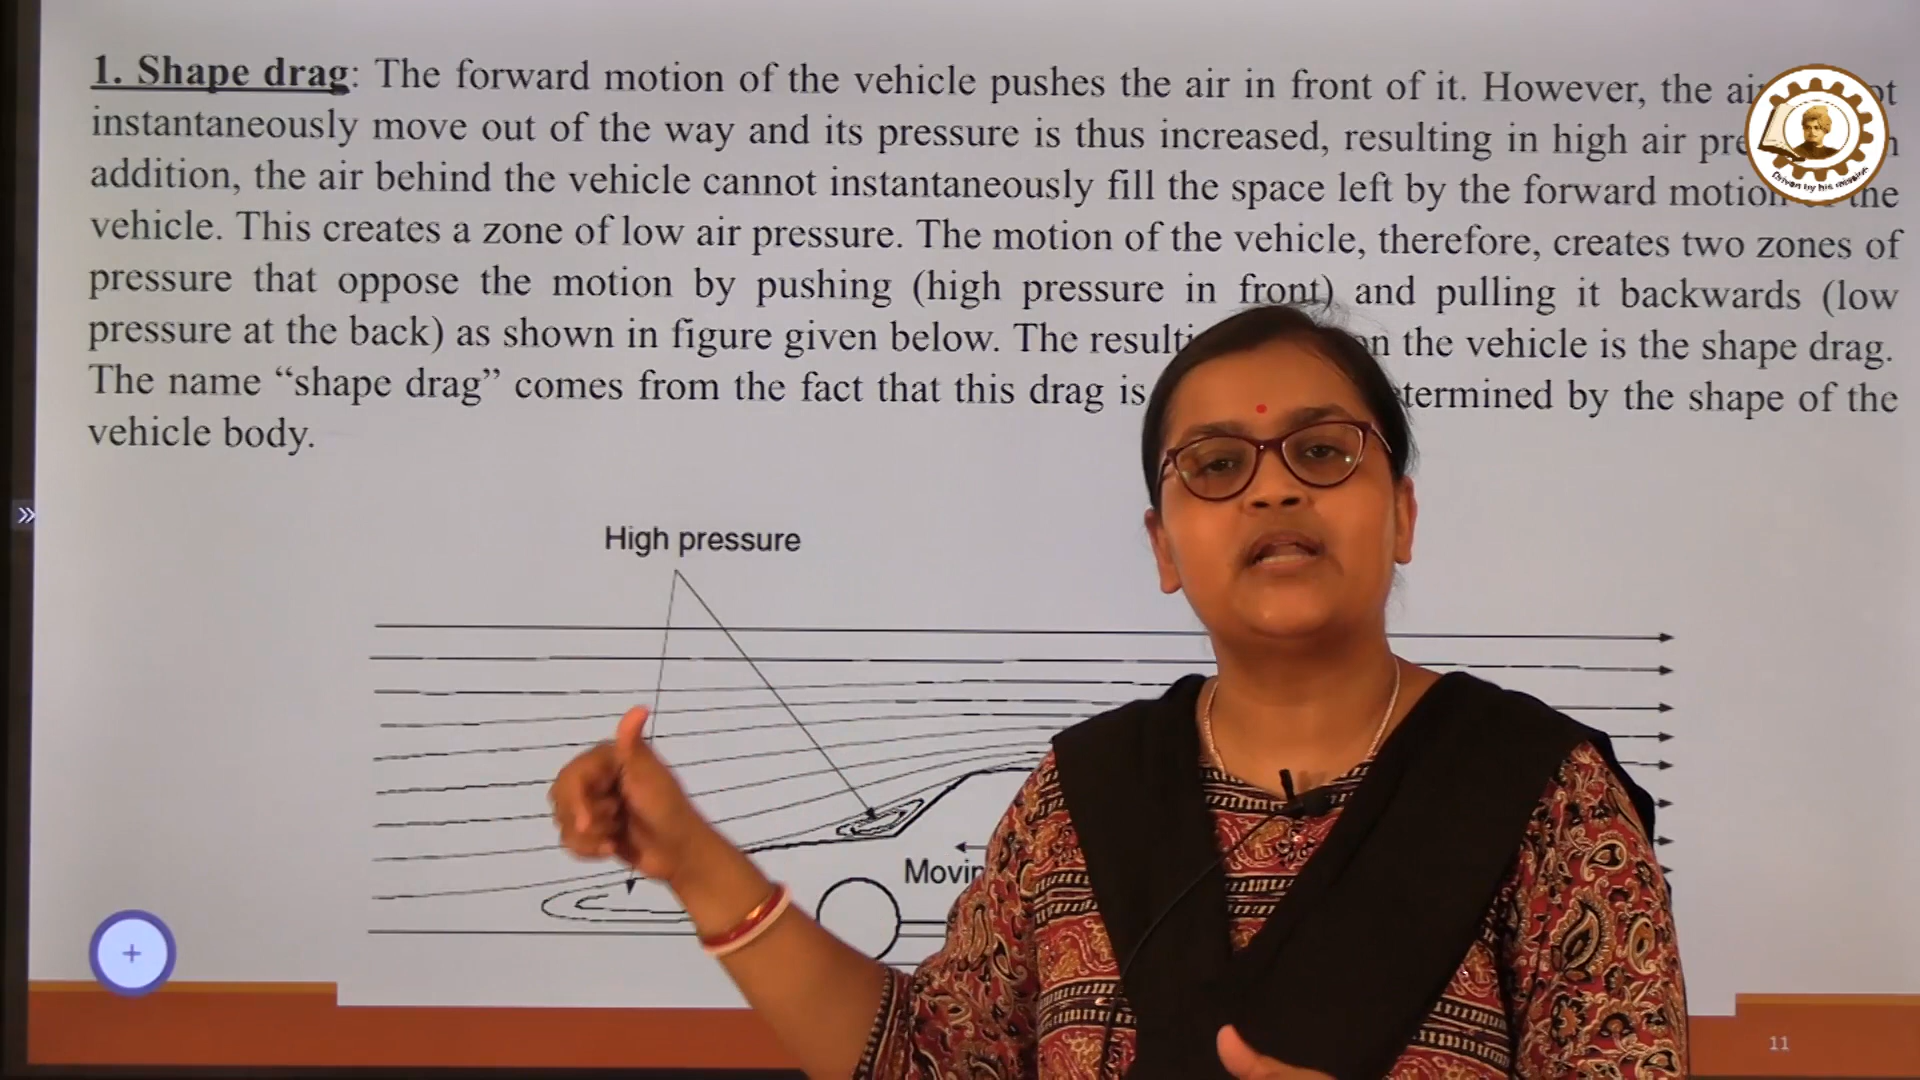 1. Shape drag: The forward motion of the vehicle pushes the air in front of it. However, the air
instantaneously move out of the way and its pressure is thus increased, resulting in high air
addition, the air behind the vehicle cannot instantaneously fill the space left by the forward motion the
vehicle. This creates a zone of low air pressure. The motion of the vehicle, therefore, creates two zones of
pressure that oppose the motion by pushing (high pressure in front) and pulling it backwards (low
pressure at the back) as shown in figure given below. The the vehicle is the shape drag.
The name “shape drag” comes from the fact that this drag is by the shape of the
vehicle body.
High pressure
Driven by his mission
11